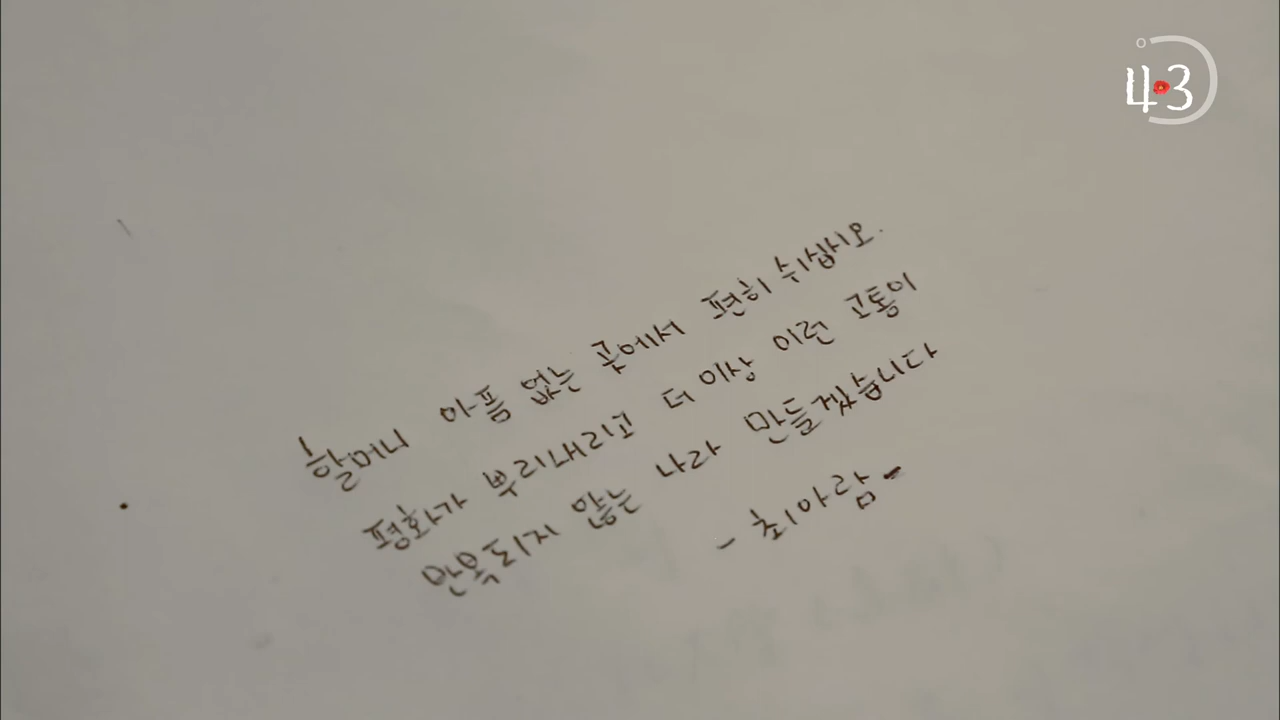 4·3
할머니 아픔 없는 곳에서 편히 쉬십시오.
평화가 뿌리내리고 더 이상 이런 고통이
반복되지 않는 나라 만들겠습니다
- 최아람 -